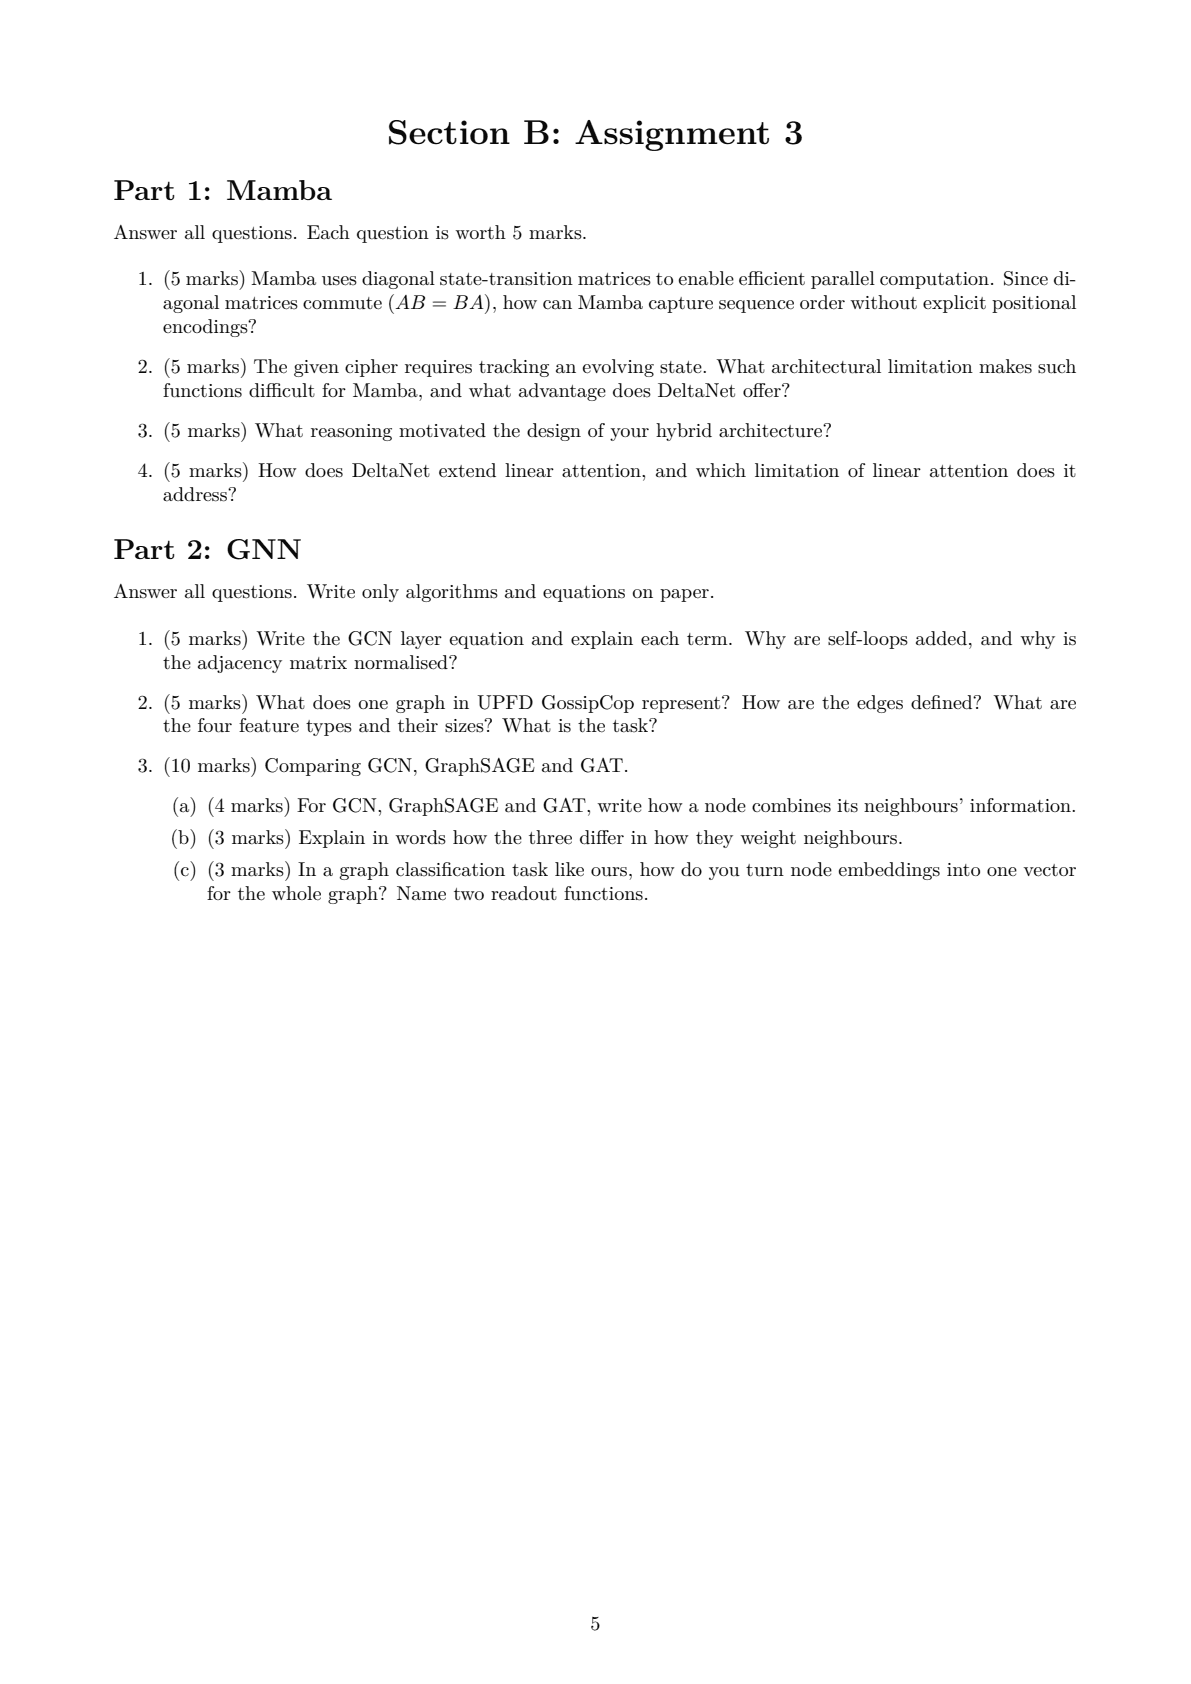 Section B: Assignment 3
Part 1: Mamba
Answer all questions. Each question is worth 5 marks.
1. (5 marks) Mamba uses diagonal state-transition matrices to enable efficient parallel computation. Since di-
agonal matrices commute (AB = BA), how can Mamba capture sequence order without explicit positional
encodings?
2. (5 marks) The given cipher requires tracking an evolving state. What architectural limitation makes such
functions difficult for Mamba, and what advantage does DeltaNet offer?
3. (5 marks) What reasoning motivated the design of your hybrid architecture?
4. (5 marks) How does DeltaNet extend linear attention, and which limitation of linear attention does it
address?
Part 2: GNN
Answer all questions. Write only algorithms and equations on paper.
1. (5 marks) Write the GCN layer equation and explain each term. Why are self-loops added, and why is
the adjacency matrix normalised?
2. (5 marks) What does one graph in UPFD GossipCop represent? How are the edges defined? What are
the four feature types and their sizes? What is the task?
3. (10 marks) Comparing GCN, GraphSAGE and GAT.
(a) (4 marks) For GCN, GraphSAGE and GAT, write how a node combines its neighbours' information.
(b) (3 marks) Explain in words how the three differ in how they weight neighbours.
(c) (3 marks) In a graph classification task like ours, how do you turn node embeddings into one vector
for the whole graph? Name two readout functions.
5